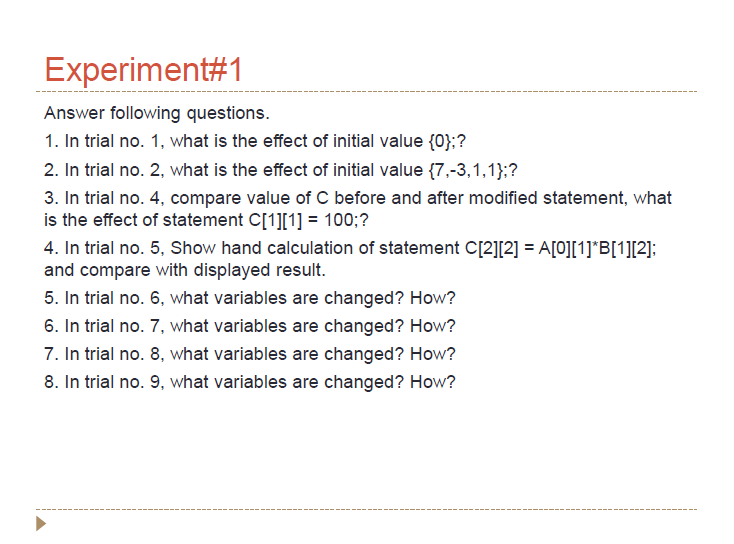 Experiment#1
Answer following questions.
1. In trial no. 1, what is the effect of initial value {0};?
2. In trial no. 2, what is the effect of initial value {7,-3,1,1};?
3. In trial no. 4, compare value of C before and after modified statement, what
is the effect of statement C[1][1] = 100;?
4. In trial no. 5, Show hand calculation of statement C[2][2] = A[0][1]*B[1][2];
and compare with displayed result.
5. In trial no. 6, what variables are changed? How?
6. In trial no. 7, what variables are changed? How?
7. In trial no. 8, what variables are changed? How?
8. In trial no. 9, what variables are changed? How?